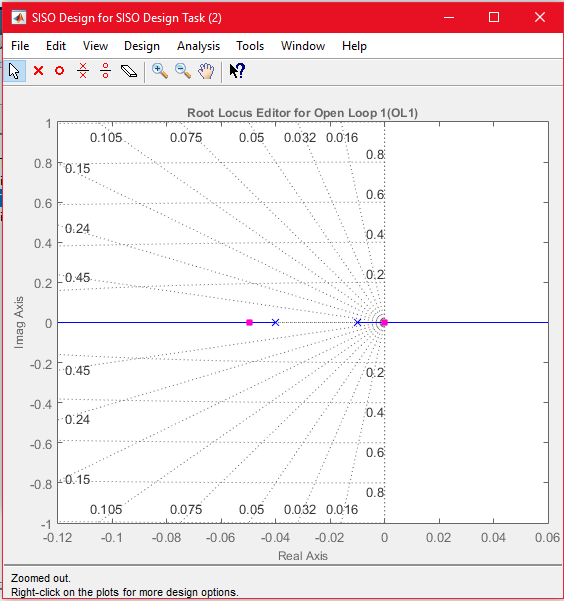 SISO Design for SISO Design Task (2)
File Edit View Design Analysis Tools Window Help
Root Locus Editor for Open Loop 1(OL1)
1
0.105 0.075 0.05 0.032 0.016
0.8
0.8
0.15
0.6
0.6
0.24
0.4
0.4
0.45
0.2
0.2
Imag Axis
0
-0.2
0.45
0.2
-0.4
0.24
0.4
-0.6
0.6
0.15
-0.8
0.8
0.105 0.075 0.05 0.032 0.016
-1
-0.12 -0.1 -0.08 -0.06 -0.04 -0.02 0 0.02 0.04 0.06
Real Axis
Zoomed out.
Right-click on the plots for more design options.